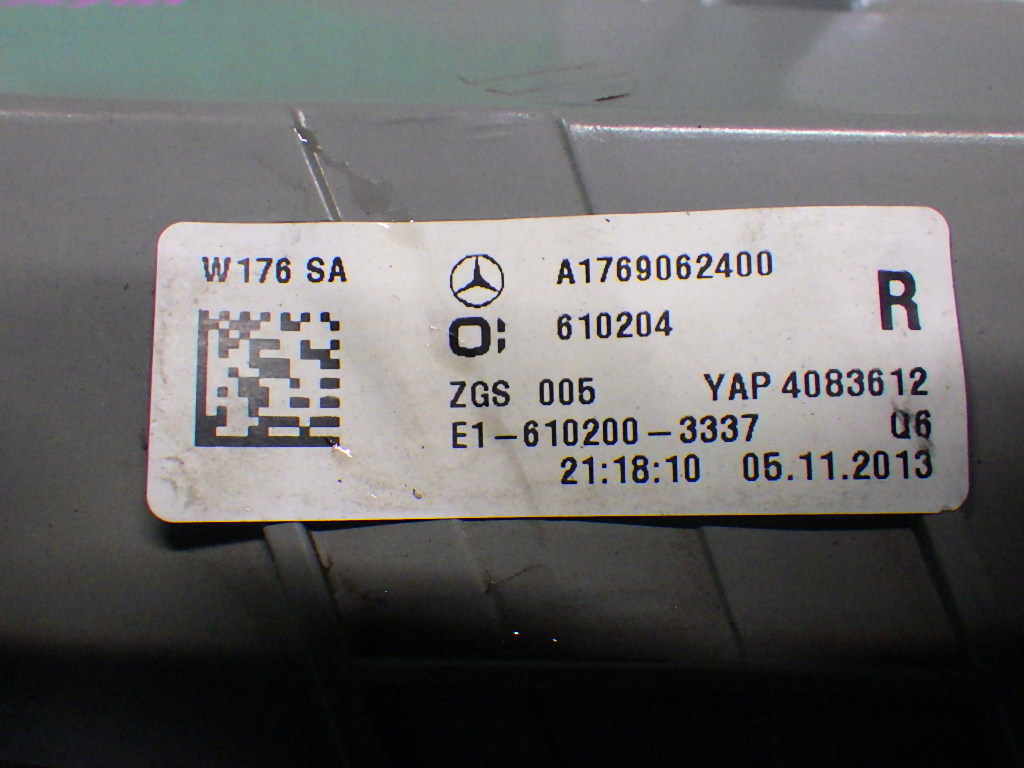 W176 SA
A1769062400
R
610204
ZGS 005 YAP 4083612
E1-610200-3337 Q6
21:18:10 05.11.2013